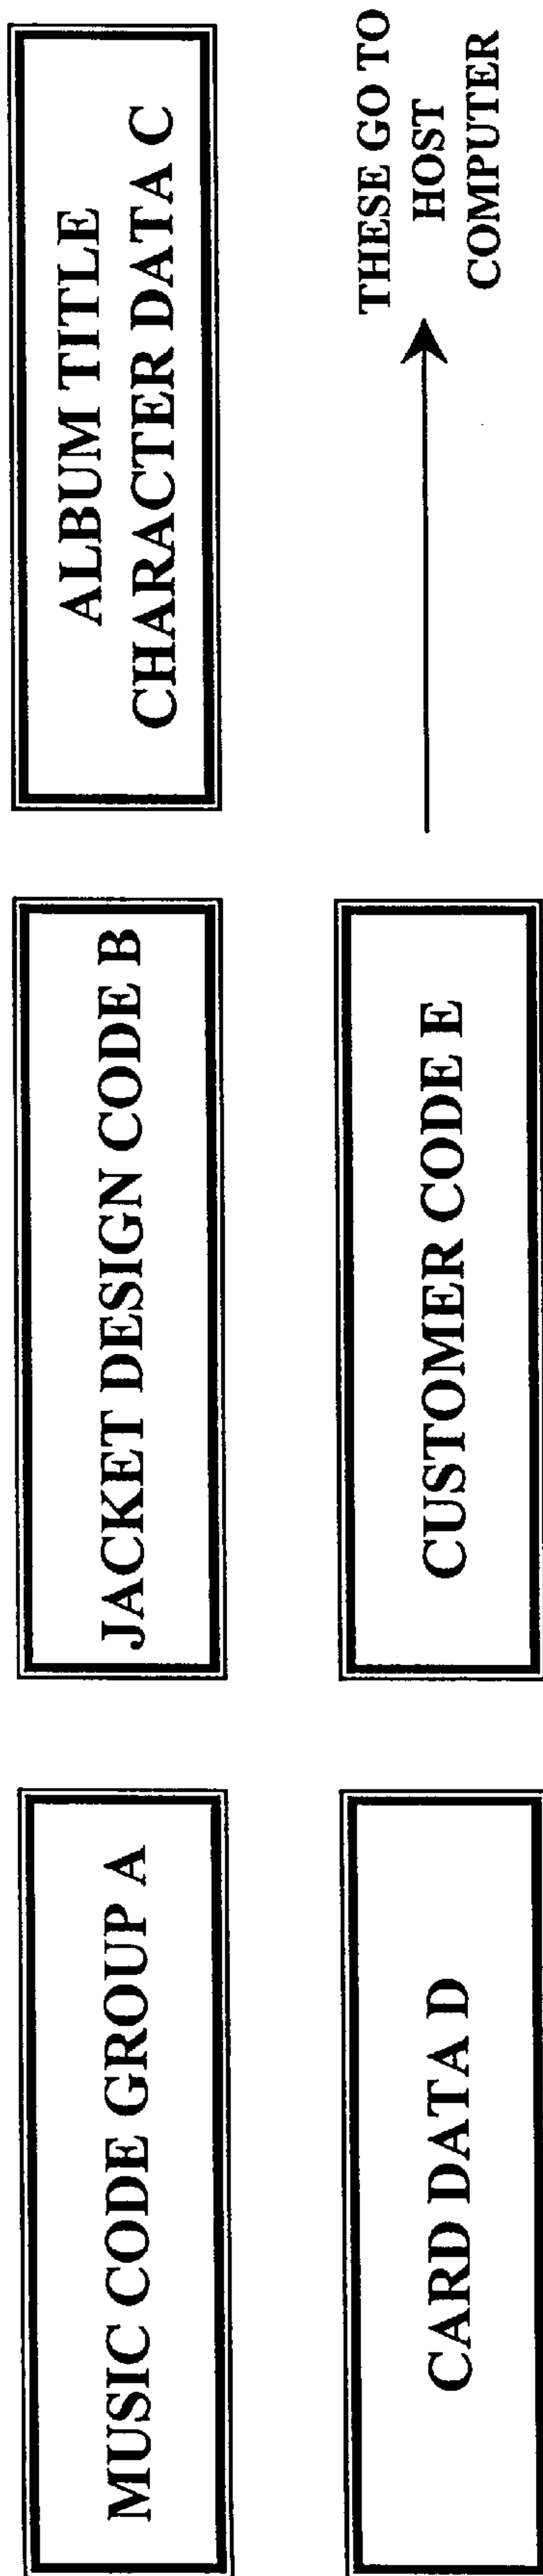 MUSIC CODE GROUP A
JACKET DESIGN CODE B
ALBUM TITLE
CHARACTER DATA C
CARD DATA D
CUSTOMER CODE E
THESE GO TO
HOST
COMPUTER